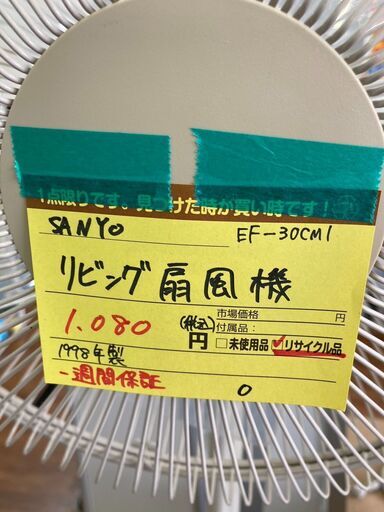 1点限りです。見つけた時が買い時です!
SANYO EF-30CM1
リビング扇風機
市場価格: 円
1.080 (税込) 円 付属品:
□未使用品 ☑リサイクル品
1998年製
一週間保証 0